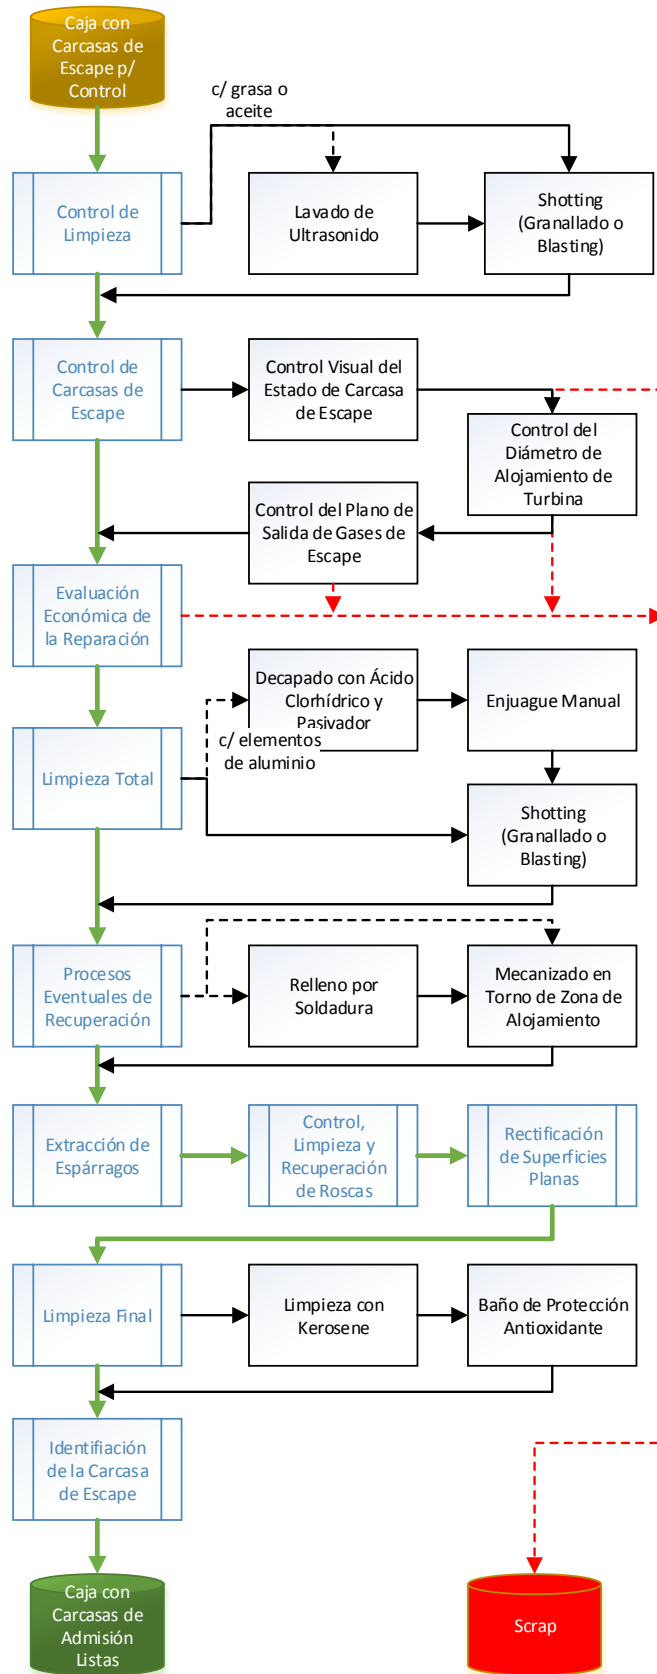 Caja con
Carcasas de
Escape p/
Control
c/ grasa o
aceite
Control de
Limpieza
Lavado de
Ultrasonido
Shotting
(Granallado o
Blasting)
Control de
Carcasas de
Escape
Control Visual del
Estado de Carcasa
de Escape
Control del
Diámetro de
Alojamiento de
Turbina
Control del Plano de
Salida de Gases de
Escape
Evaluación
Económica de
la Reparación
Decapado con Ácido
Clorhídrico y
Pasivador
Enjuague Manual
c/ elementos
de aluminio
Limpieza Total
Shotting
(Granallado o
Blasting)
Procesos
Eventuales de
Recuperación
Relleno por
Soldadura
Mecanizado en
Torno de Zona de
Alojamiento
Extracción de
Espárragos
Control,
Limpieza y
Recuperación
de Roscas
Rectificación
de Superficies
Planas
Limpieza Final
Limpieza con
Kerosene
Baño de Protección
Antioxidante
Identifiación
de la Carcasa
de Escape
Caja con
Carcasas de
Admisión
Listas
Scrap